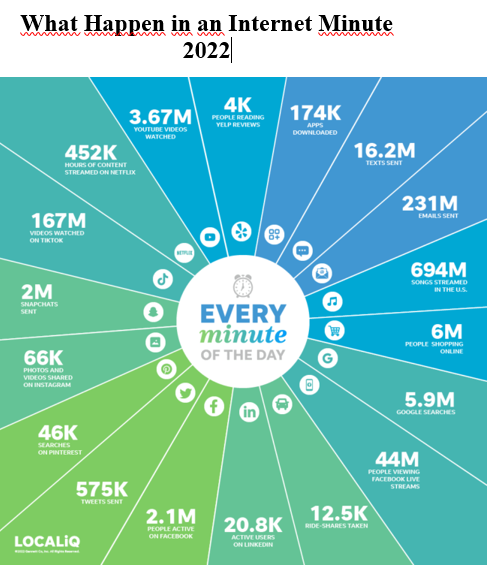 What Happen in an Internet Minute
2022
4K
PEOPLE READING
YELP REVIEWS
174K
APPS
DOWNLOADED
16.2M
TEXTS SENT
231M
EMAILS SENT
694M
SONGS STREAMED
IN THE U.S.
6M
PEOPLE SHOPPING
ONLINE
5.9M
GOOGLE SEARCHES
44M
PEOPLE VIEWING
FACEBOOK LIVE
STREAMS
12.5K
RIDE-SHARES TAKEN
20.8K
ACTIVE USERS
ON LINKEDIN
2.1M
PEOPLE ACTIVE
ON FACEBOOK
575K
TWEETS SENT
46K
SEARCHES
ON PINTEREST
66K
PHOTOS AND
VIDEOS SHARED
ON INSTAGRAM
2M
SNAPCHATS
SENT
167M
VIDEOS WATCHED
ON TIKTOK
452K
HOURS OF CONTENT
STREAMED ON NETFLIX
3.67M
YOUTUBE VIDEOS
WATCHED
NETFLIX
G
in
f
EVERY
minute
OF THE DAY
LOCALiQ